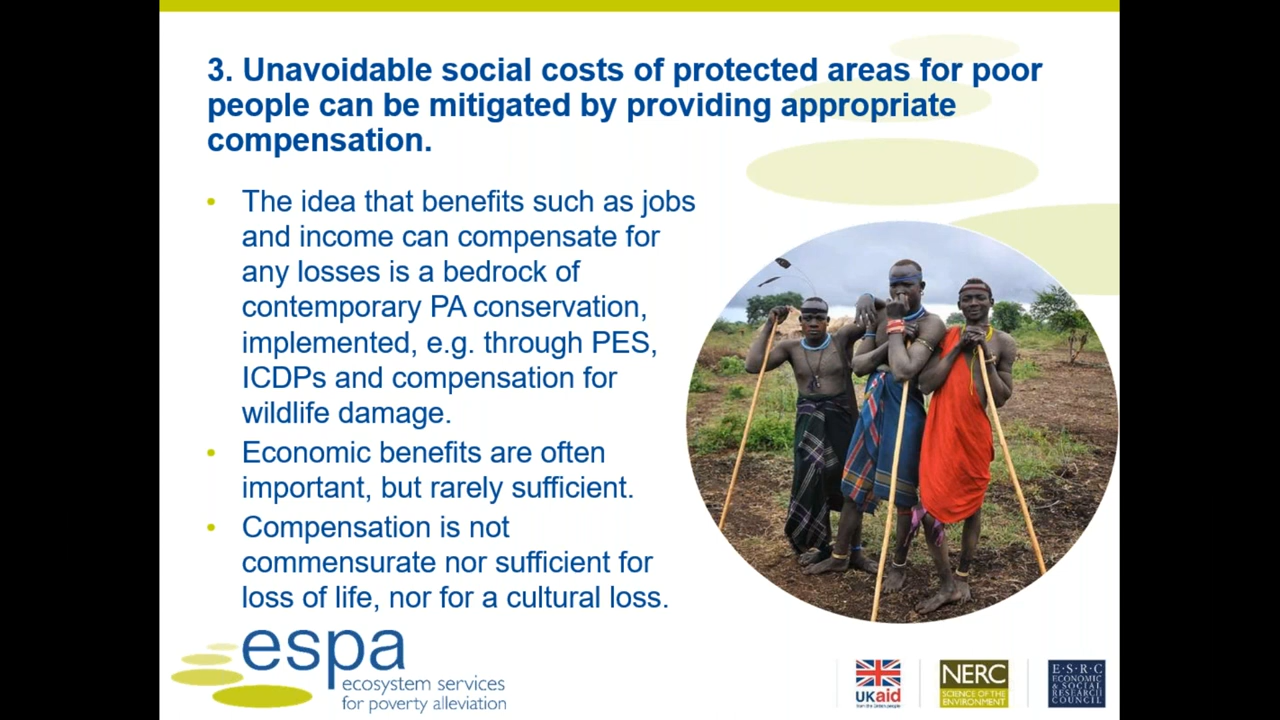 3. Unavoidable social costs of protected areas for poor
people can be mitigated by providing appropriate
compensation.
• The idea that benefits such as jobs
and income can compensate for
any losses is a bedrock of
contemporary PA conservation,
implemented, e.g. through PES,
ICDPs and compensation for
wildlife damage.
• Economic benefits are often
important, but rarely sufficient.
• Compensation is not
commensurate nor sufficient for
loss of life, nor for a cultural loss.
espa
ecosystem services
for poverty alleviation
UKaid
from the British people
NERC
SCIENCE OF THE
ENVIRONMENT
E·S·R·C
ECONOMIC
& SOCIAL
RESEARCH
COUNCIL